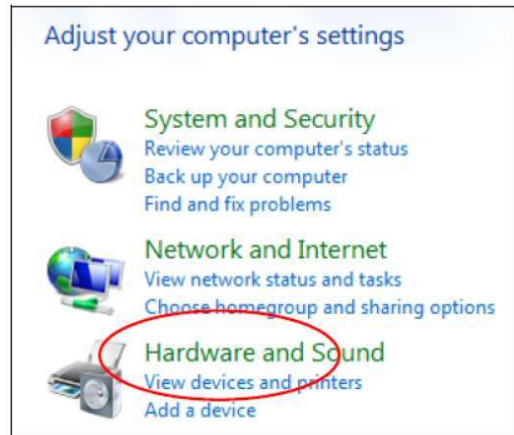 Adjust your computer's settings
System and Security
Review your computer's status
Back up your computer
Find and fix problems
Network and Internet
View network status and tasks
Choose homegroup and sharing options
Hardware and Sound
View devices and printers
Add a device